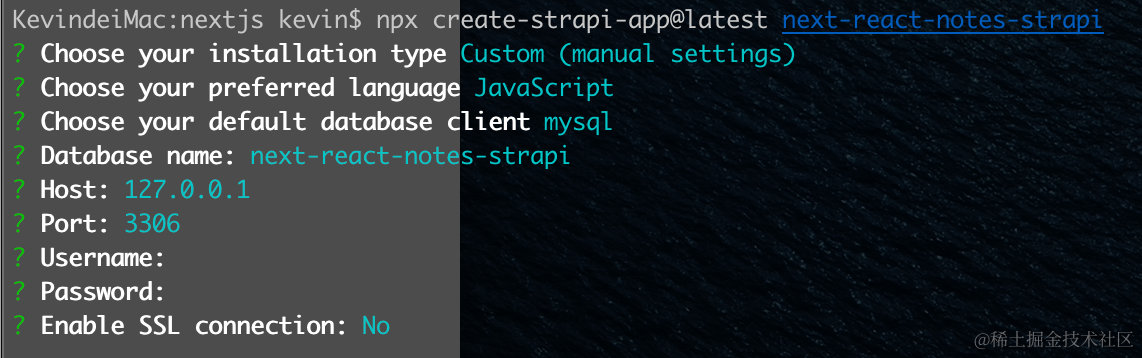 KevindeiMac:nextjs kevin$ npx create-strapi-app@latest next-react-notes-strapi
? Choose your installation type Custom (manual settings)
? Choose your preferred language JavaScript
? Choose your default database client mysql
? Database name: next-react-notes-strapi
? Host: 127.0.0.1
? Port: 3306
? Username:
? Password:
? Enable SSL connection: No
@稀土掘金技术社区